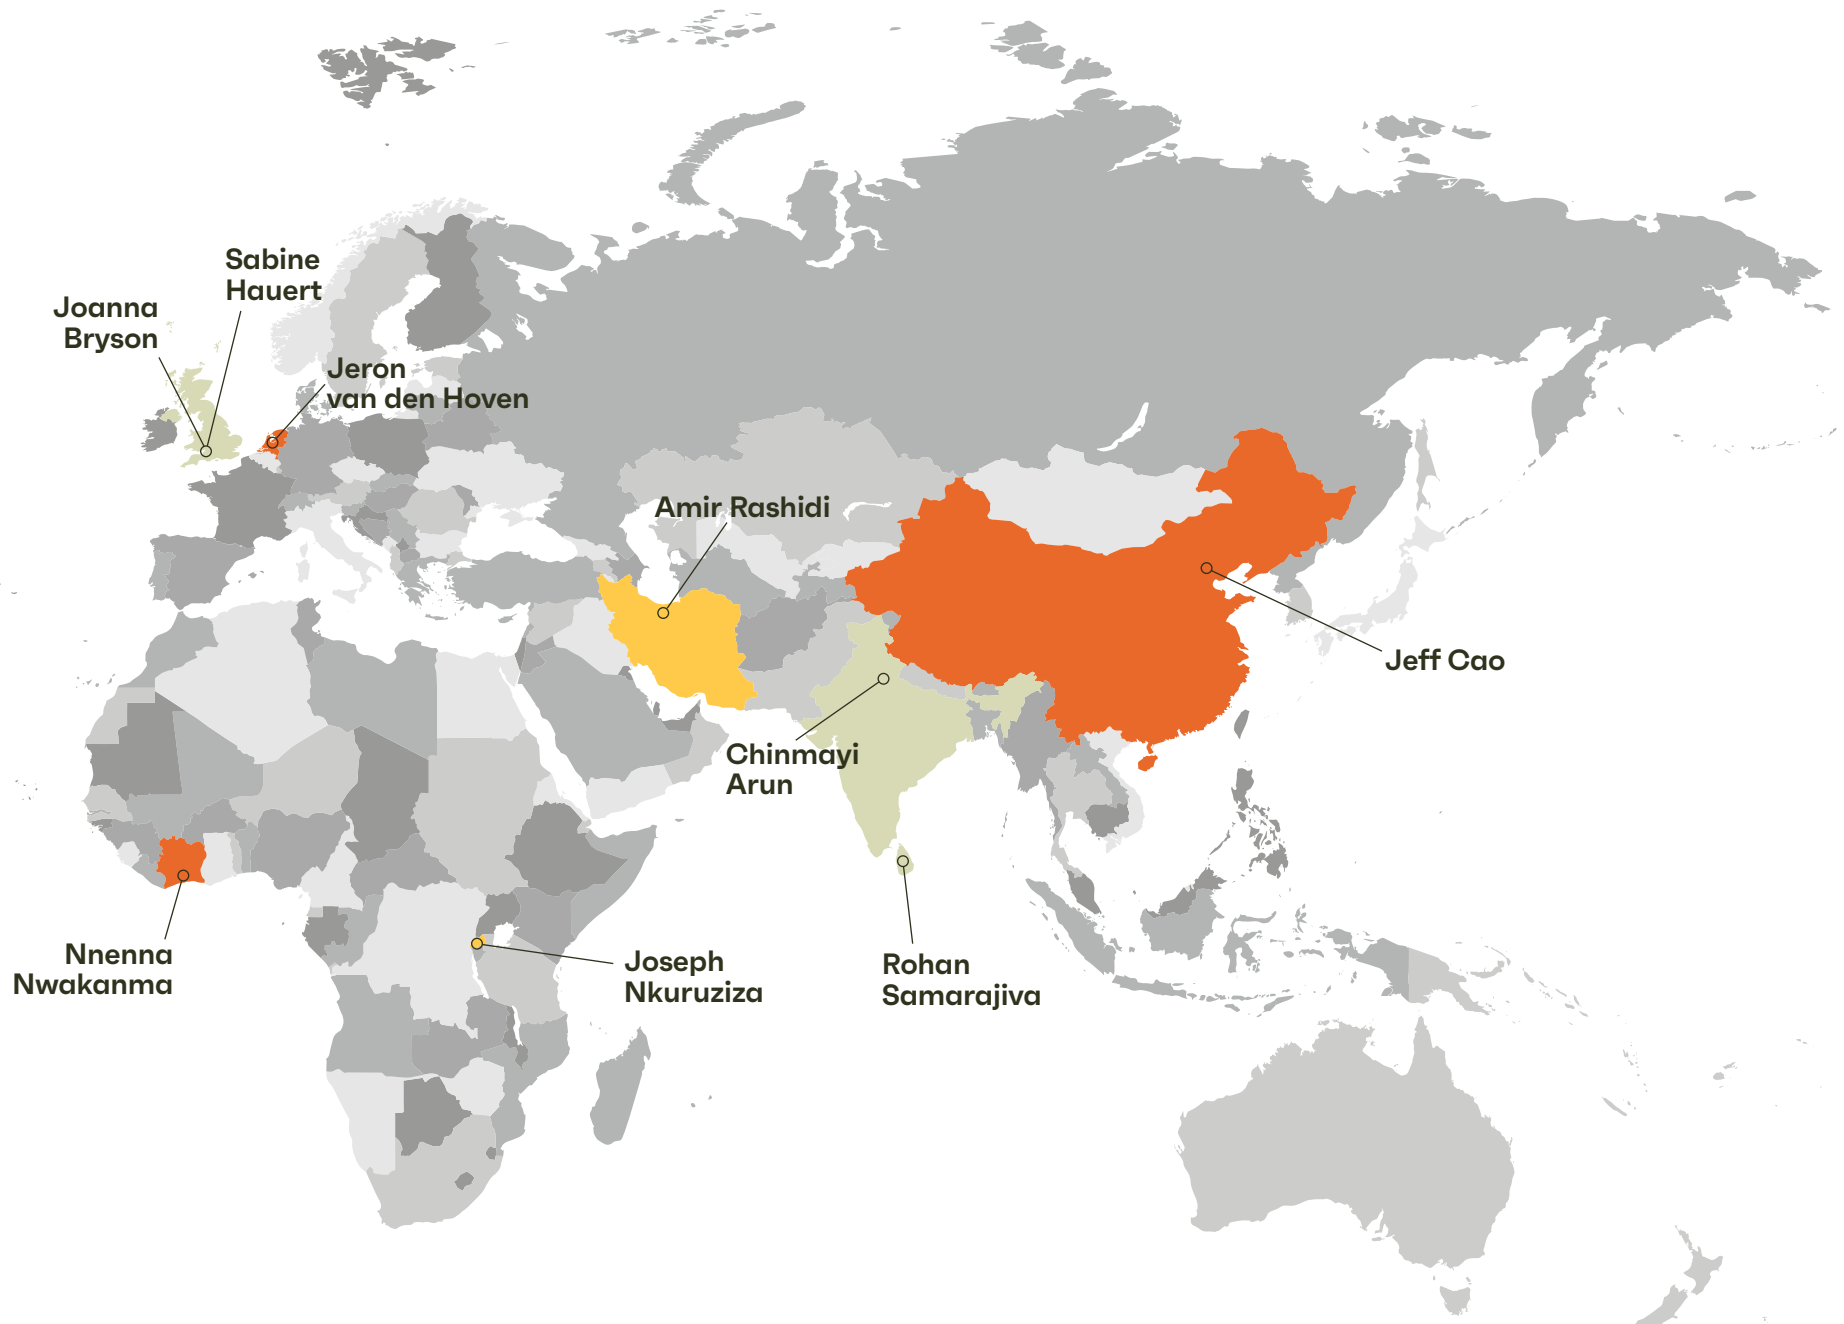 Sabine
Hauert
Joanna
Bryson
Jeron
van den Hoven
Amir Rashidi
Jeff Cao
Chinmayi
Arun
Nnenna
Nwakanma
Joseph
Nkuruziza
Rohan
Samarajiva